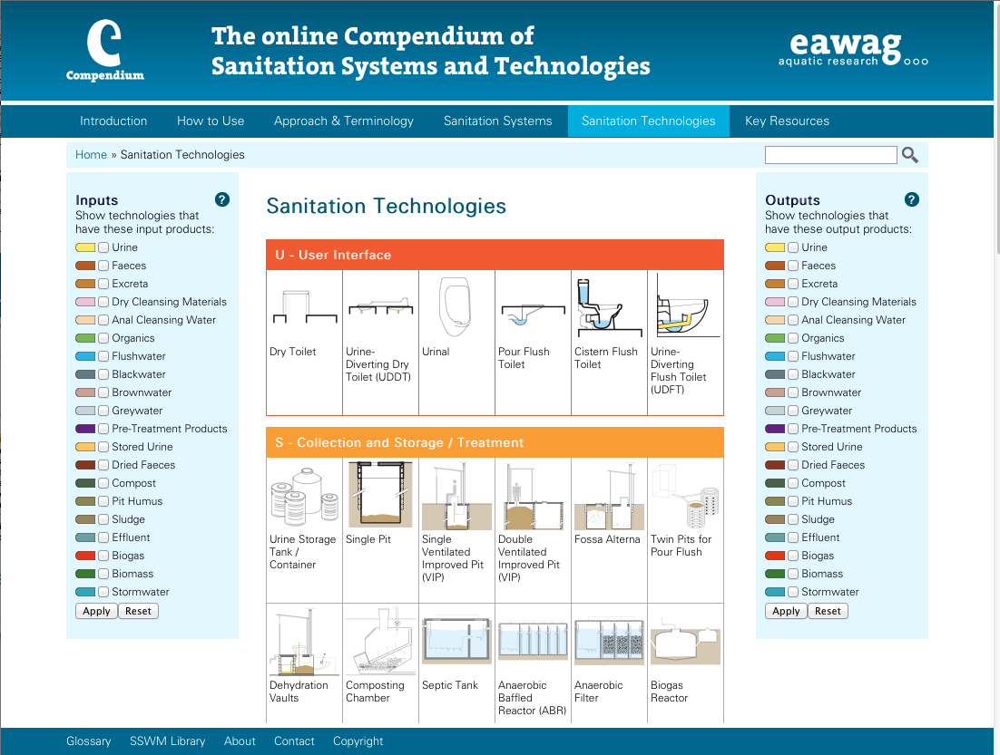 Compendium
The online Compendium of
Sanitation Systems and Technologies
eawag
aquatic research
Introduction
How to Use
Approach & Terminology
Sanitation Systems
Sanitation Technologies
Key Resources
Home » Sanitation Technologies
Inputs
?
Show technologies that
have these input products:
Urine
Faeces
Excreta
Dry Cleansing Materials
Anal Cleansing Water
Organics
Flushwater
Blackwater
Brownwater
Greywater
Pre-Treatment Products
Stored Urine
Dried Faeces
Compost
Pit Humus
Sludge
Effluent
Biogas
Biomass
Stormwater
Apply
Reset
Sanitation Technologies
U - User Interface
Dry Toilet
Urine-
Diverting Dry
Toilet (UDDT)
Urinal
Pour Flush
Toilet
Cistern Flush
Toilet
Urine-
Diverting
Flush Toilet
(UDFT)
S - Collection and Storage / Treatment
Urine Storage
Tank /
Container
Single Pit
Single
Ventilated
Improved Pit
(VIP)
Double
Ventilated
Improved Pit
(VIP)
Fossa Alterna
Twin Pits for
Pour Flush
Dehydration
Vaults
Composting
Chamber
Septic Tank
Anaerobic
Baffled
Reactor (ABR)
Anaerobic
Filter
Biogas
Reactor
Outputs
?
Show technologies that
have these output products:
Urine
Faeces
Excreta
Dry Cleansing Materials
Anal Cleansing Water
Organics
Flushwater
Blackwater
Brownwater
Greywater
Pre-Treatment Products
Stored Urine
Dried Faeces
Compost
Pit Humus
Sludge
Effluent
Biogas
Biomass
Stormwater
Apply
Reset
Glossary
SSWM Library
About
Contact
Copyright